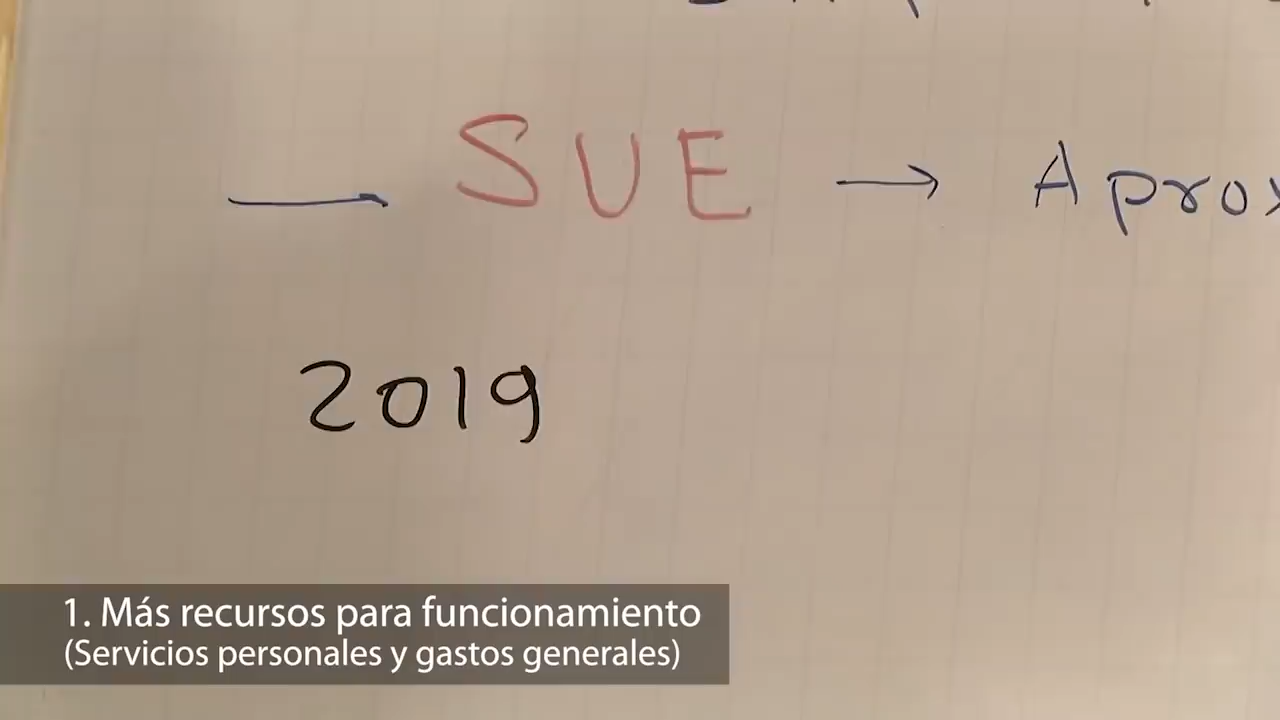 → SUE → Aprox
2019
1. Más recursos para funcionamiento
(Servicios personales y gastos generales)